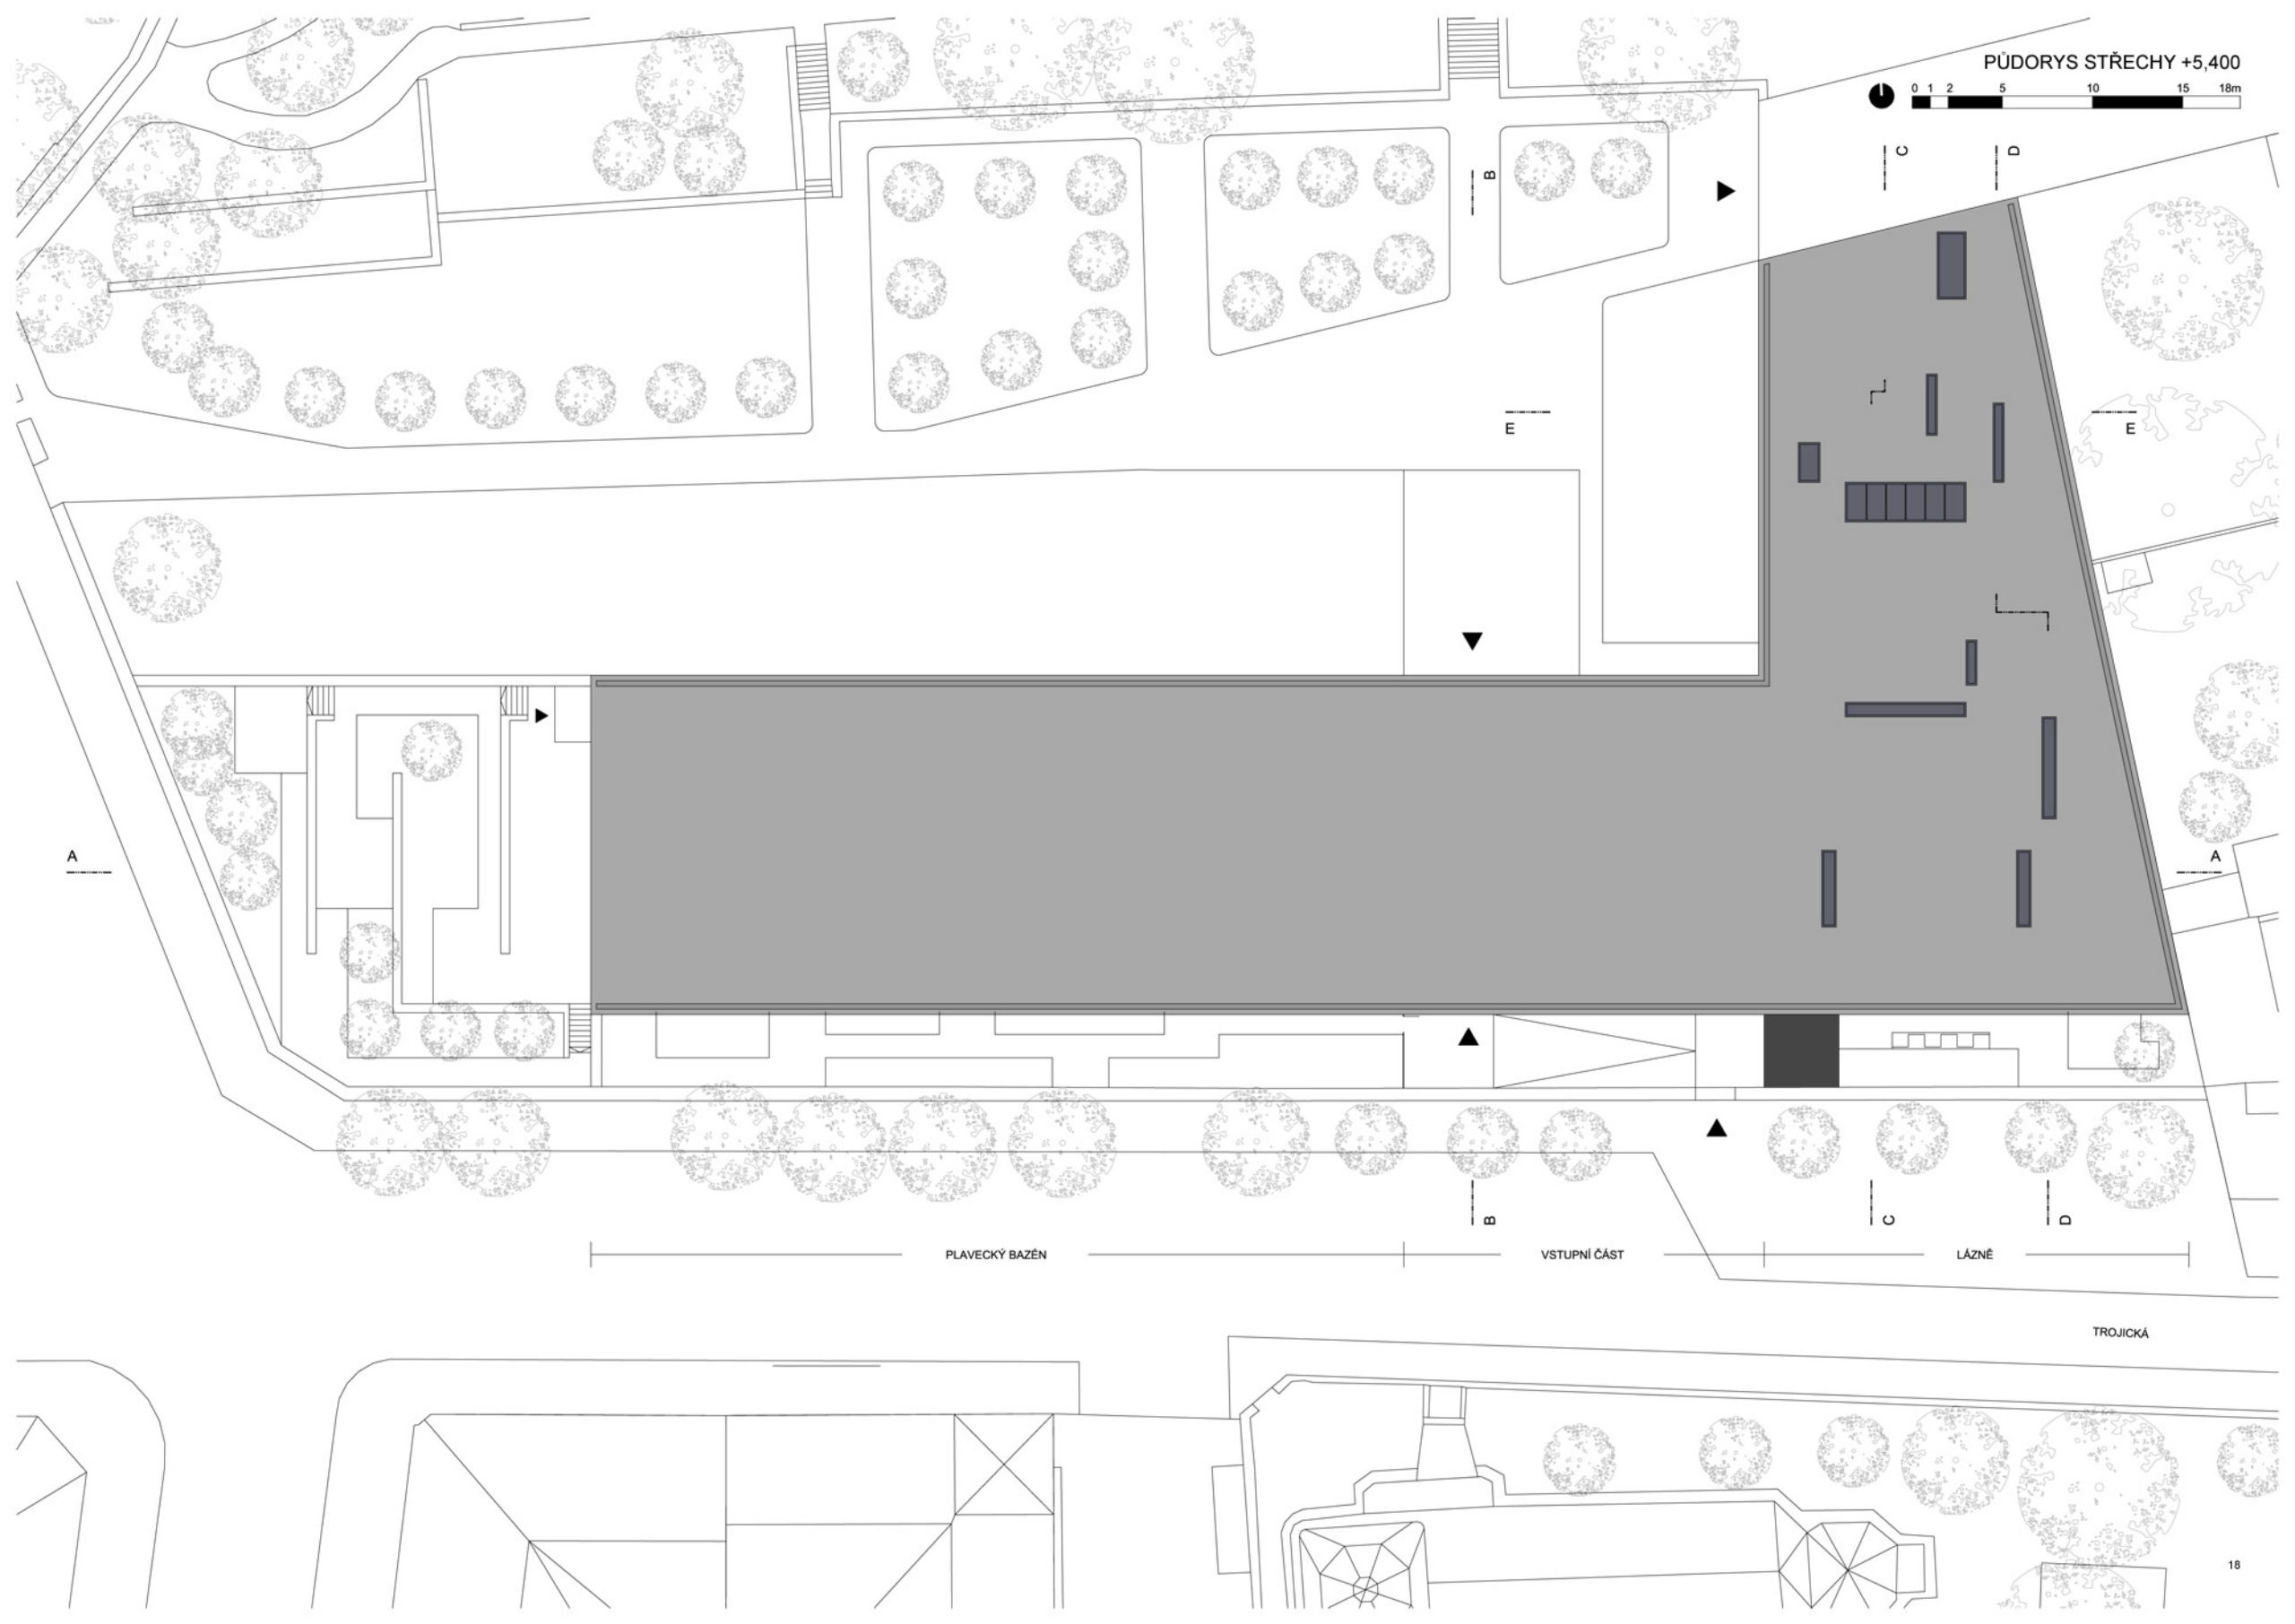 PŮDORYS STŘECHY +5,400
0 1 2 5 10 15 18m
C
D
B
E
E
A
A
B
C
D
PLAVECKÝ BAZÉN
VSTUPNÍ ČÁST
LÁZNĚ
TROJICKÁ
18